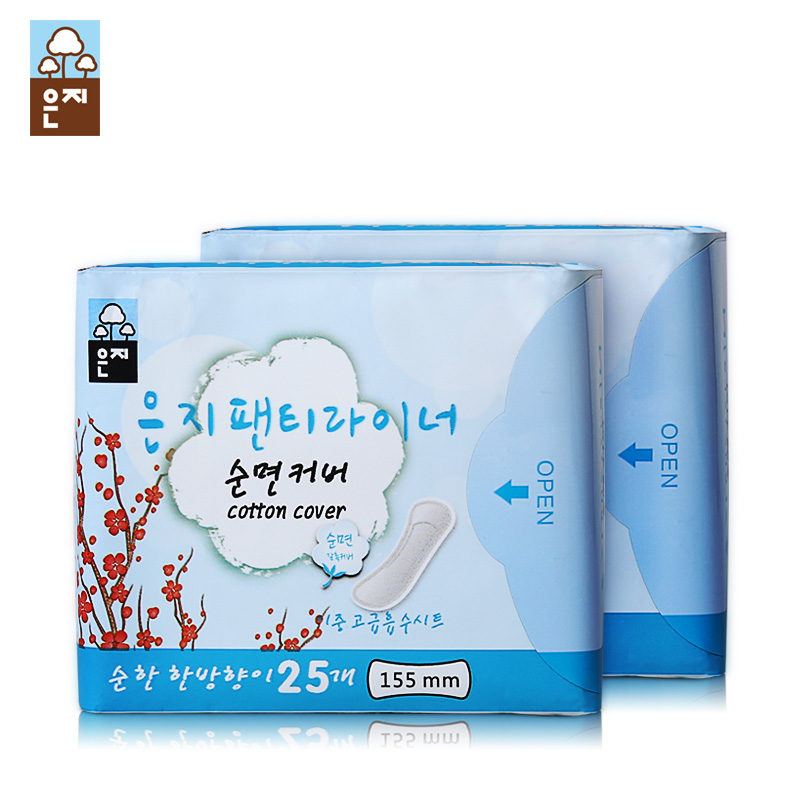 은지
은지
은지팬티라이너
순면커버
cotton cover
순면
OPEN
OPEN
중 고급흡수시트
순한 한방향이 25개
155 mm